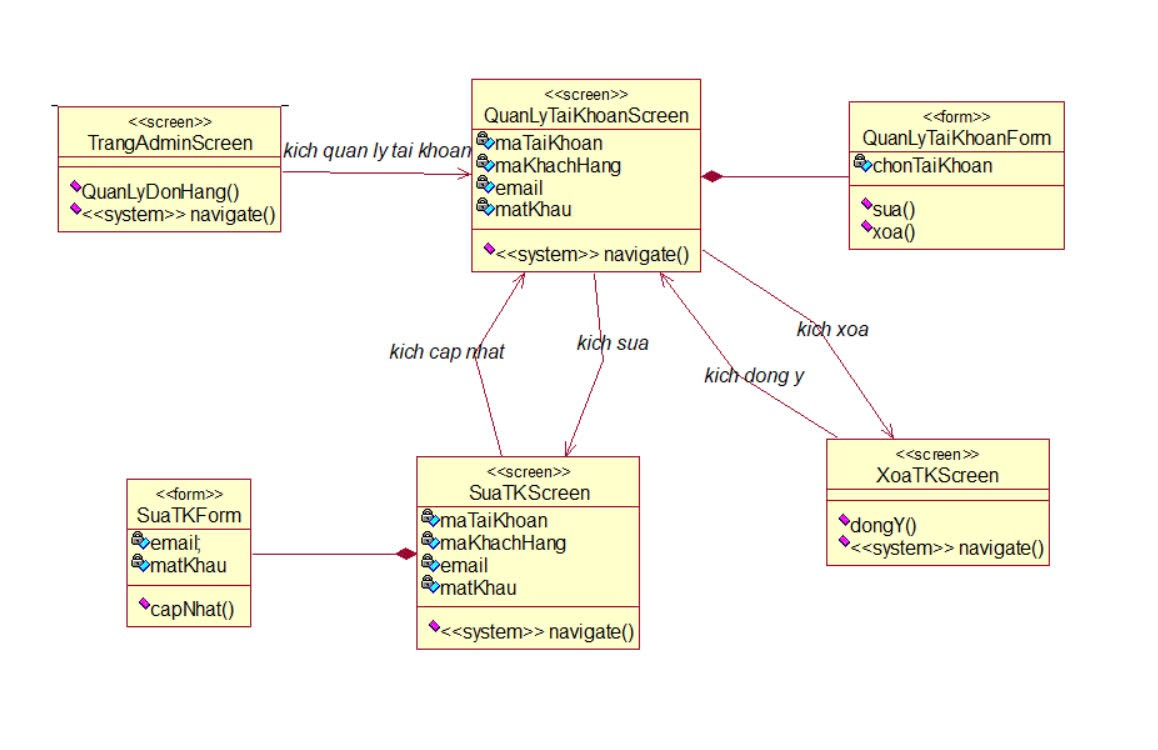 <<screen>>
TrangAdminScreen
QuanLyDonHang()
<<system>> navigate()
kich quan ly tai khoan
<<screen>>
QuanLyTaiKhoanScreen
maTaiKhoan
maKhachHang
email
matKhau
<<system>> navigate()
<<form>>
QuanLyTaiKhoanForm
chonTaiKhoan
sua()
xoa()
kich cap nhat
kich sua
kich xoa
kich dong y
<<form>>
SuaTKForm
email;
matKhau
capNhat()
<<screen>>
SuaTKScreen
maTaiKhoan
maKhachHang
email
matKhau
<<system>> navigate()
<<screen>>
XoaTKScreen
dongY()
<<system>> navigate()